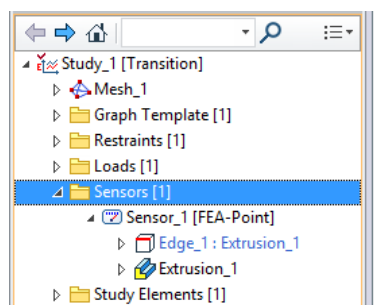 Study_1 [Transition]
Mesh_1
Graph Template [1]
Restraints [1]
Loads [1]
Sensors [1]
Sensor_1 [FEA-Point]
Edge_1 : Extrusion_1
Extrusion_1
Study Elements [1]